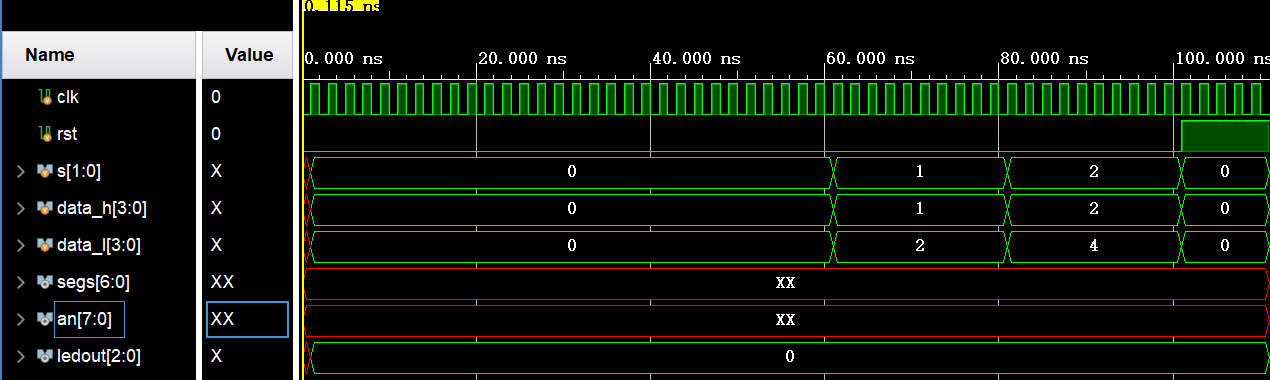 0.115 ns
Name Value
0.000 ns 20.000 ns 40.000 ns 60.000 ns 80.000 ns 100.000 ns
clk 0
rst 0
s[1:0] X 0 1 2 0
data_h[3:0] X 0 1 2 0
data_l[3:0] X 0 2 4 0
segs[6:0] XX XX
an[7:0] XX XX
ledout[2:0] X 0